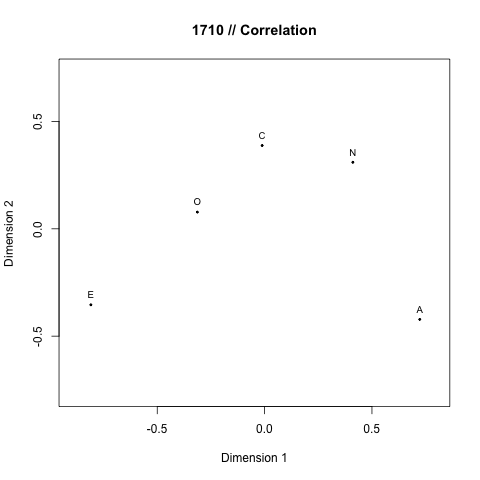 1710 // Correlation
C
N
O
E
A
0.5
0.0
-0.5
Dimension 2
-0.5
0.0
0.5
Dimension 1